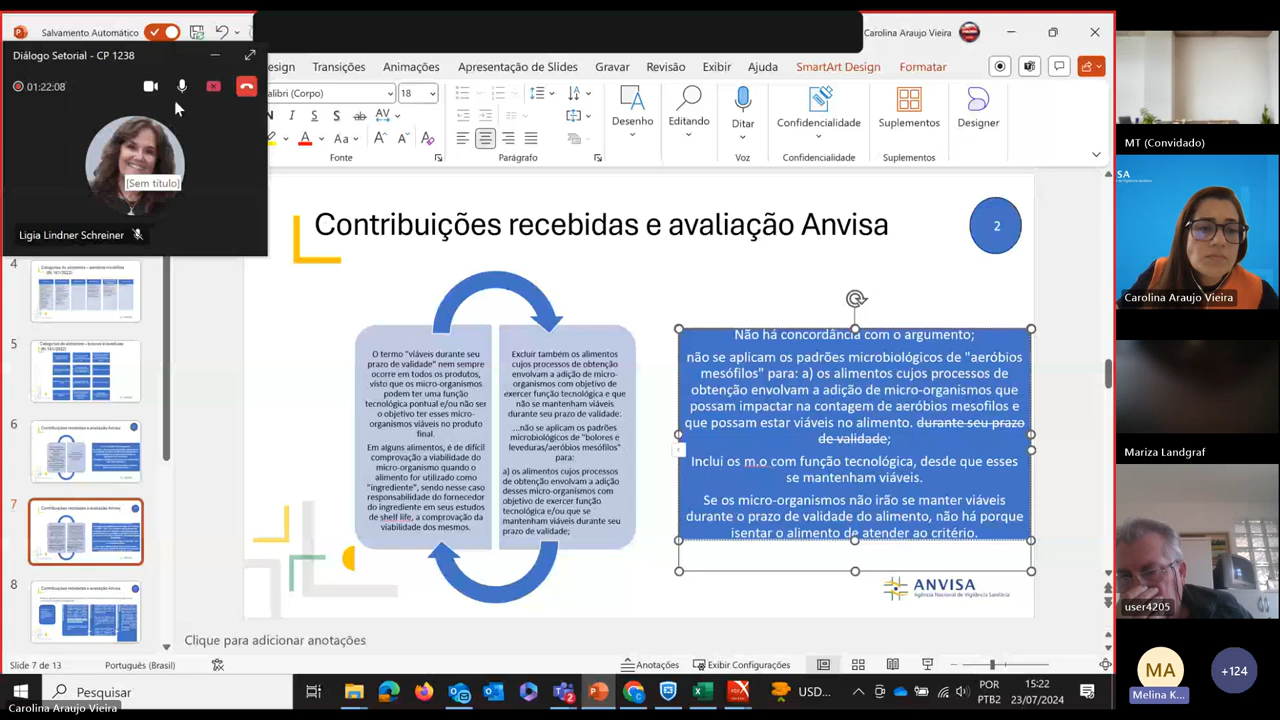 Salvamento Automático
Carolina Araujo Vieira
Diálogo Setorial - CP 1238
01:22:08
[Sem título]
Ligia Lindner Schreiner
esign
Transições
Apresentação de Slides
Gravar
Revisão
Exibir
Ajuda
SmartArt Design
Formatar
alibri (Corpo)
18
Fonte
Parágrafo
Desenho
Editando
Ditar
Voz
Confidencialidade
Confidencialidade
Suplementos
Suplementos
Designer
4
5
6
7
8
Contribuições recebidas e avaliação Anvisa
2
O termo "viáveis durante seu
prazo de validade" nem sempre
ocorre em todos os produtos,
visto que os micro-organismos
podem ter uma função
tecnológica pontual e/ou não ser
o objetivo ter esses micro-
organismos viáveis no produto
final.
Em alguns alimentos, é de difícil
comprovação a viabilidade do
micro-organismo quando o
alimento for utilizado como
"ingrediente", sendo nesse caso
responsabilidade do fornecedor
do ingrediente em seus estudos
de shelf life, a comprovação da
viabilidade dos mesmos.
Excluir também os alimentos
cujos processos de obtenção
envolvam a adição de micro-
organismos com objetivo de
exercer função tecnológica e que
não se mantenham viáveis
durante seu prazo de validade.
...não se aplicam os padrões
microbiológicos de "bolores e
leveduras/aeróbios mesófilos"
para:
a) os alimentos cujos processos
de obtenção envolvam a adição
desses micro-organismos com
objetivo de exercer função
tecnológica e/ou que se
mantenham viáveis durante seu
prazo de validade;
Não há concordância com o argumento;
não se aplicam os padrões microbiológicos de "aeróbios
mesófilos" para: a) os alimentos cujos processos de
obtenção envolvam a adição de micro-organismos que
possam impactar na contagem de aeróbios mesofilos e
que possam estar viáveis no alimento. durante seu prazo
de validade;
Inclui os m.o com função tecnológica, desde que esses
se mantenham viáveis.
Se os micro-organismos não irão se manter viáveis
durante o prazo de validade do alimento, não há porque
isentar o alimento de atender ao critério.
ANVISA
Agência Nacional de Vigilância Sanitária
Clique para adicionar anotações
Slide 7 de 13
Português (Brasil)
Anotações
Exibir Configurações
Pesquisar
USD...
POR
PTB2
15:22
23/07/2024
Carolina Araujo Vieira
MT (Convidado)
Carolina Araujo Vieira
Mariza Landgraf
user4205
MA
Melina K...
+124